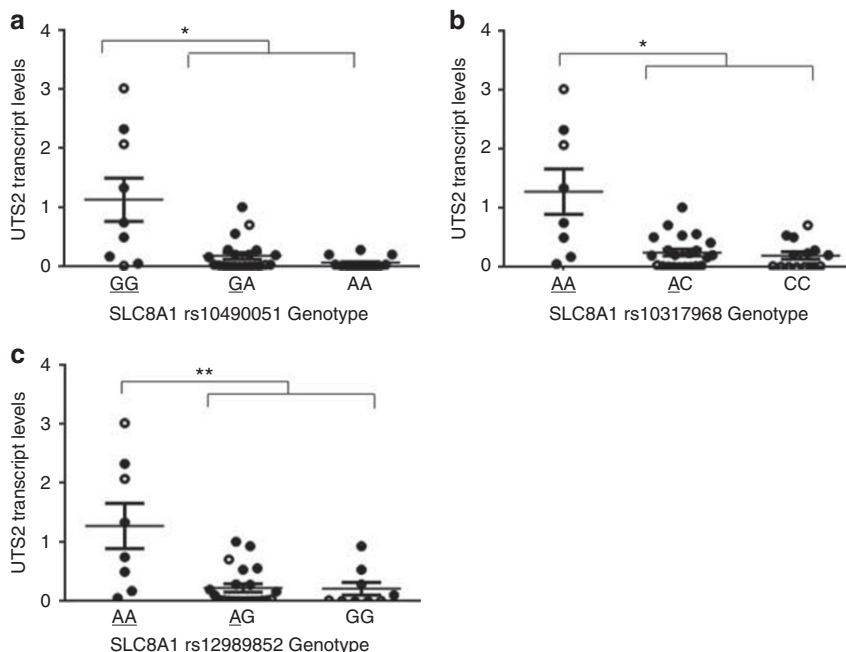 a
*
UTS2 transcript levels
4
3
2
1
0
GG
GA
AA
SLC8A1 rs10490051 Genotype
b
*
UTS2 transcript levels
4
3
2
1
0
AA
AC
CC
SLC8A1 rs10317968 Genotype
c
**
UTS2 transcript levels
4
3
2
1
0
AA
AG
GG
SLC8A1 rs12989852 Genotype